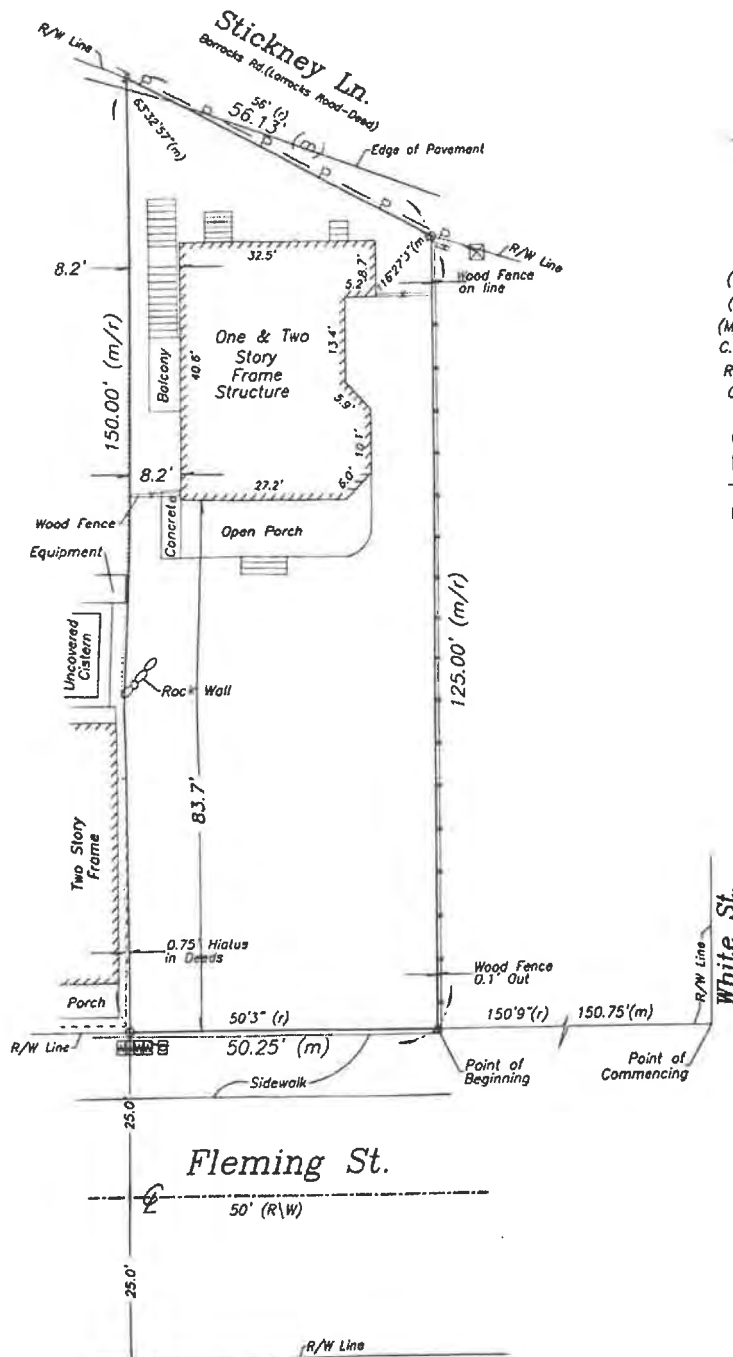 Stickney Ln.
Barrocks Rd.(Lorrocks Road-Deed)
R/W Line
56' (r)
56.13' (m)
63°32'57"(m)
Edge of Pavement
R/W Line
Wood Fence
on line
32.5'
8.7'
5.2'
8.2'
150.00' (m/r)
Balcony
40.6'
One & Two
Story
Frame
Structure
13.4'
5.9'
10.1'
6.0'
27.2'
8.2'
Wood Fence
Concrete
Open Porch
Equipment
125.00' (m/r)
Uncovered
Cistern
Rock Wall
83.7'
Two Story
Frame
0.75' Hiatus
in Deeds
Wood Fence
0.1' Out
Porch
R/W Line
50'3" (r)
50.25' (m)
150'9"(r)
150.75'(m)
R/W Line
White St.
Point of
Beginning
Point of
Commencing
Sidewalk
25.0'
Fleming St.
50' (R\W)
25.0'
R/W Line
(
(
(M
C.
R